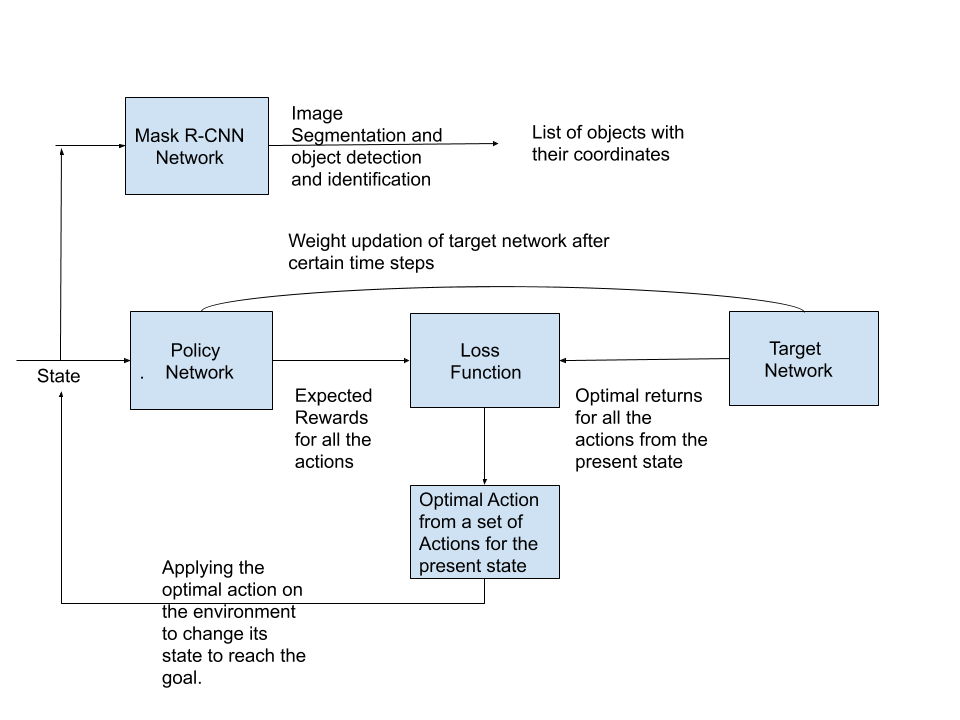 Mask R-CNN
Network
Image
Segmentation and
object detection
and identification
List of objects with
their coordinates
Weight updation of target network after
certain time steps
State
Policy
. Network
Expected
Rewards
for all the
actions
Loss
Function
Optimal returns
for all the
actions from the
present state
Target
Network
Optimal Action
from a set of
Actions for the
present state
Applying the
optimal action on
the environment
to change its
state to reach the
goal.